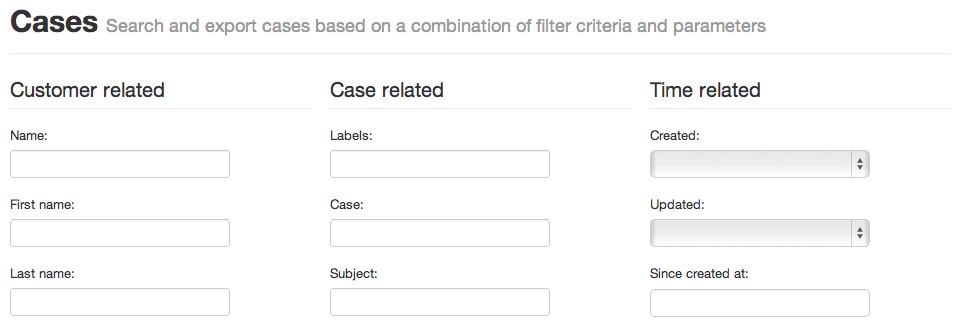 Cases Search and export cases based on a combination of filter criteria and parameters
Customer related
Name:
First name:
Last name:
Case related
Labels:
Case:
Subject:
Time related
Created:
Updated:
Since created at: